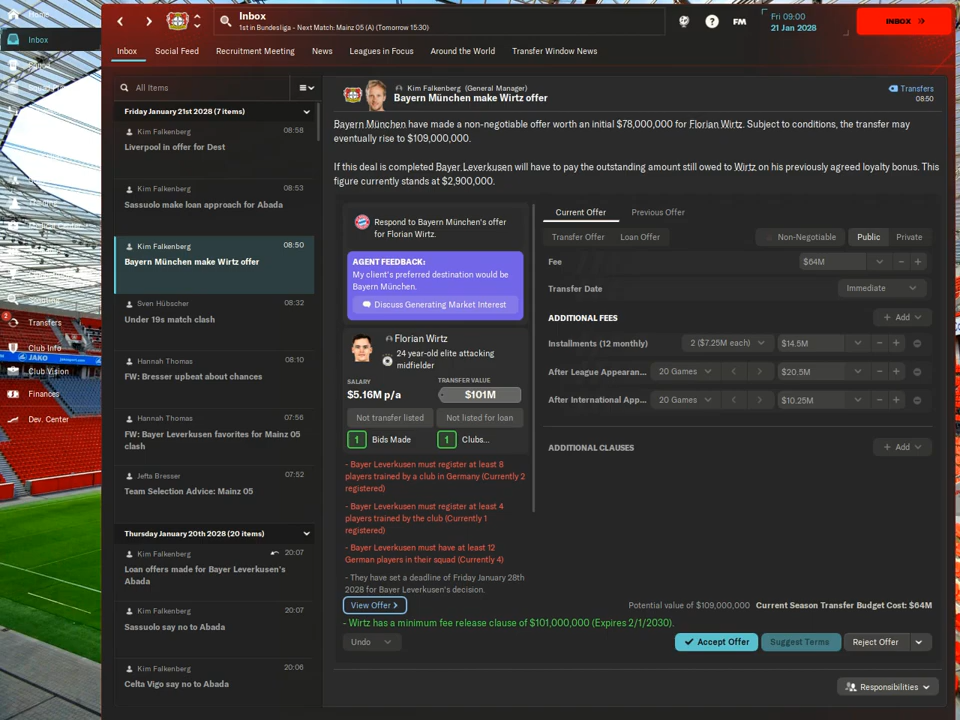 Home
Inbox
1st in Bundesliga - Next Match: Mainz 05 (A) (Tomorrow 15:30)
FM
Fri 09:00
21 Jan 2028
INBOX
Inbox
Inbox
Social Feed
Recruitment Meeting
News
Leagues in Focus
Around the World
Transfer Window News
Squad
Transfers
2
Club Info
Club Vision
Finances
Dev. Center
All Items
Friday January 21st 2028 (7 items)
Kim Falkenberg 08:58
Liverpool in offer for Dest
Kim Falkenberg 08:53
Sassuolo make loan approach for Abada
Kim Falkenberg 08:50
Bayern München make Wirtz offer
Sven Hübscher 08:32
Under 19s match clash
Hannah Thomas 08:10
FW: Bresser upbeat about chances
Hannah Thomas 07:56
FW: Bayer Leverkusen favorites for Mainz 05
clash
Jefta Bresser 07:52
Team Selection Advice: Mainz 05
Thursday January 20th 2028 (20 items)
Kim Falkenberg 20:07
Loan offers made for Bayer Leverkusen's
Abada
Kim Falkenberg 20:07
Sassuolo say no to Abada
Kim Falkenberg 20:06
Celta Vigo say no to Abada
Kim Falkenberg (General Manager)
Bayern München make Wirtz offer
Transfers
08:50
Bayern München have made a non-negotiable offer worth an initial $78,000,000 for Florian Wirtz. Subject to conditions, the transfer may
eventually rise to $109,000,000.
If this deal is completed Bayer Leverkusen will have to pay the outstanding amount still owed to Wirtz on his previously agreed loyalty bonus. This
figure currently stands at $2,900,000.
Respond to Bayern München's offer
for Florian Wirtz.
AGENT FEEDBACK:
My client's preferred destination would be
Bayern München.
Discuss Generating Market Interest
Florian Wirtz
24 year-old elite attacking
midfielder
SALARY
$5.16M p/a
TRANSFER VALUE
$101M
Not transfer listed
Not listed for loan
1 Bids Made
1 Clubs...
- Bayer Leverkusen must register at least 8
players trained by a club in Germany (Currently 2
registered)
- Bayer Leverkusen must register at least 4
players trained by the club (Currently 1
registered)
- Bayer Leverkusen must have at least 12
German players in their squad (Currently 4)
- They have set a deadline of Friday January 28th
2028 for Bayer Leverkusen's decision.
View Offer
- Wirtz has a minimum fee release clause of $101,000,000 (Expires 2/1/2030).
Undo
Current Offer
Previous Offer
Transfer Offer
Loan Offer
Non-Negotiable
Public
Private
Fee $64M
Transfer Date Immediate
ADDITIONAL FEES
+ Add
Installments (12 monthly) 2 ($7.25M each) $14.5M
After League Appearan... 20 Games $20.5M
After International App... 20 Games $10.25M
ADDITIONAL CLAUSES
+ Add
Potential value of $109,000,000 Current Season Transfer Budget Cost: $64M
Accept Offer
Suggest Terms
Reject Offer
Responsibilities